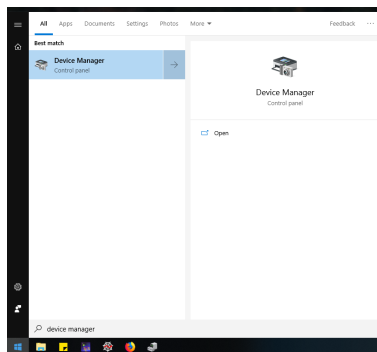 All Apps Documents Settings Photos More Feedback ...
Best match
Device Manager
Control panel
Device Manager
Control panel
Open
device manager